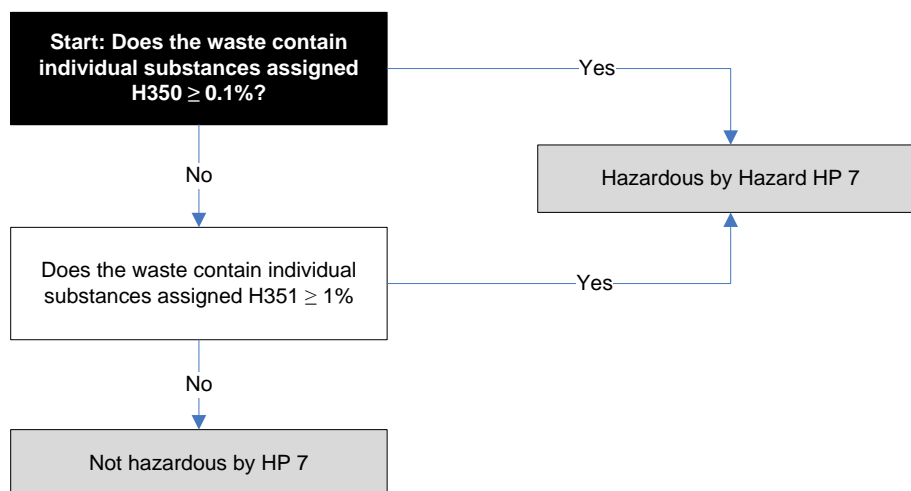 Start: Does the waste contain
individual substances assigned
H350 ≥ 0.1%?
Yes
No
Hazardous by Hazard HP 7
Does the waste contain individual
substances assigned H351 ≥ 1%
Yes
No
Not hazardous by HP 7